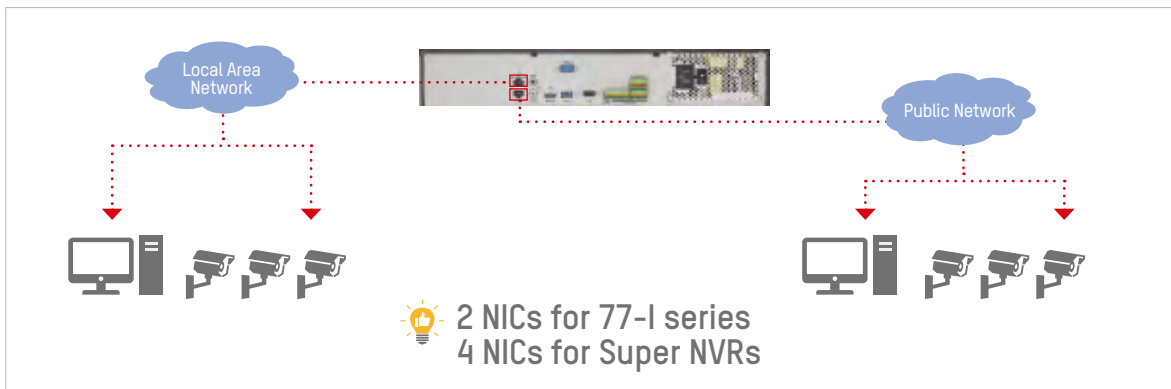 Local Area
Network
Public Network
2 NICs for 77-I series
4 NICs for Super NVRs